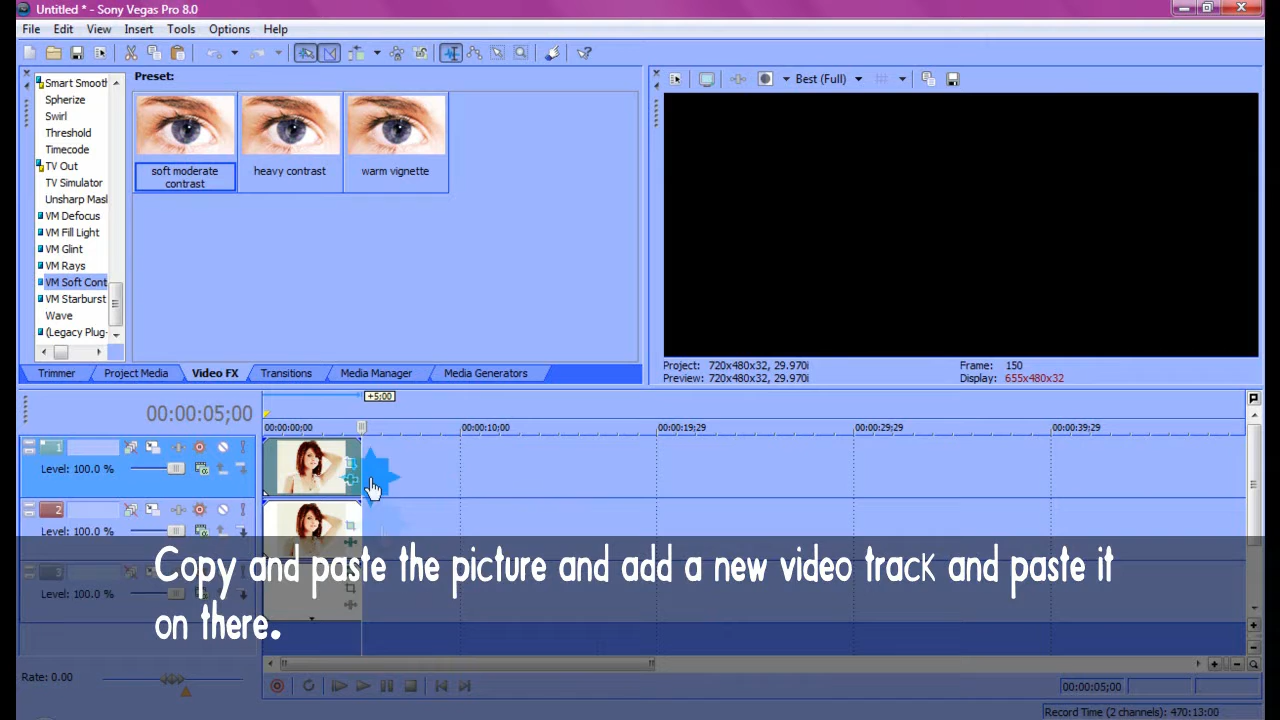 Untitled * - Sony Vegas Pro 8.0
File Edit View Insert Tools Options Help
Smart Smooth
Spherize
Swirl
Threshold
Timecode
TV Out
TV Simulator
Unsharp Mas
VM Defocus
VM Fill Light
VM Glint
VM Rays
VM Soft Cont
VM Starburst
Wave
(Legacy Plug-
Preset:
soft moderate
contrast
heavy contrast
warm vignette
Best (Full)
Project: 720x480x32, 29.970i
Preview: 720x480x32, 29.970i
Frame: 150
Display: 655x480x32
Trimmer Project Media Video FX Transitions Media Manager Media Generators
+5:00
00:00:05;00
00:00:00;00 00:00:10;00 00:00:19;29 00:00:29;29 00:00:39;29
1
Level: 100.0 %
2
Level: 100.0 %
3
Level: 100.0 %
Copy and paste the picture and add a new video track and paste it
on there.
Rate: 0.00
00:00:05;00
Record Time (2 channels): 470:13:00